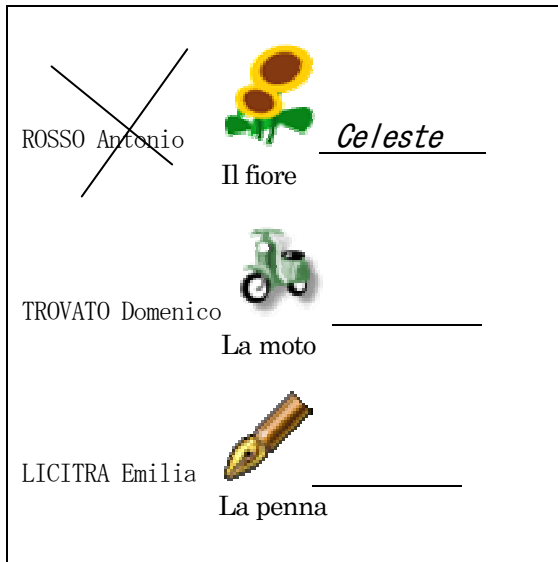 ROSSO Antonio Celeste
Il fiore
TROVATO Domenico
La moto
LICITRA Emilia
La penna